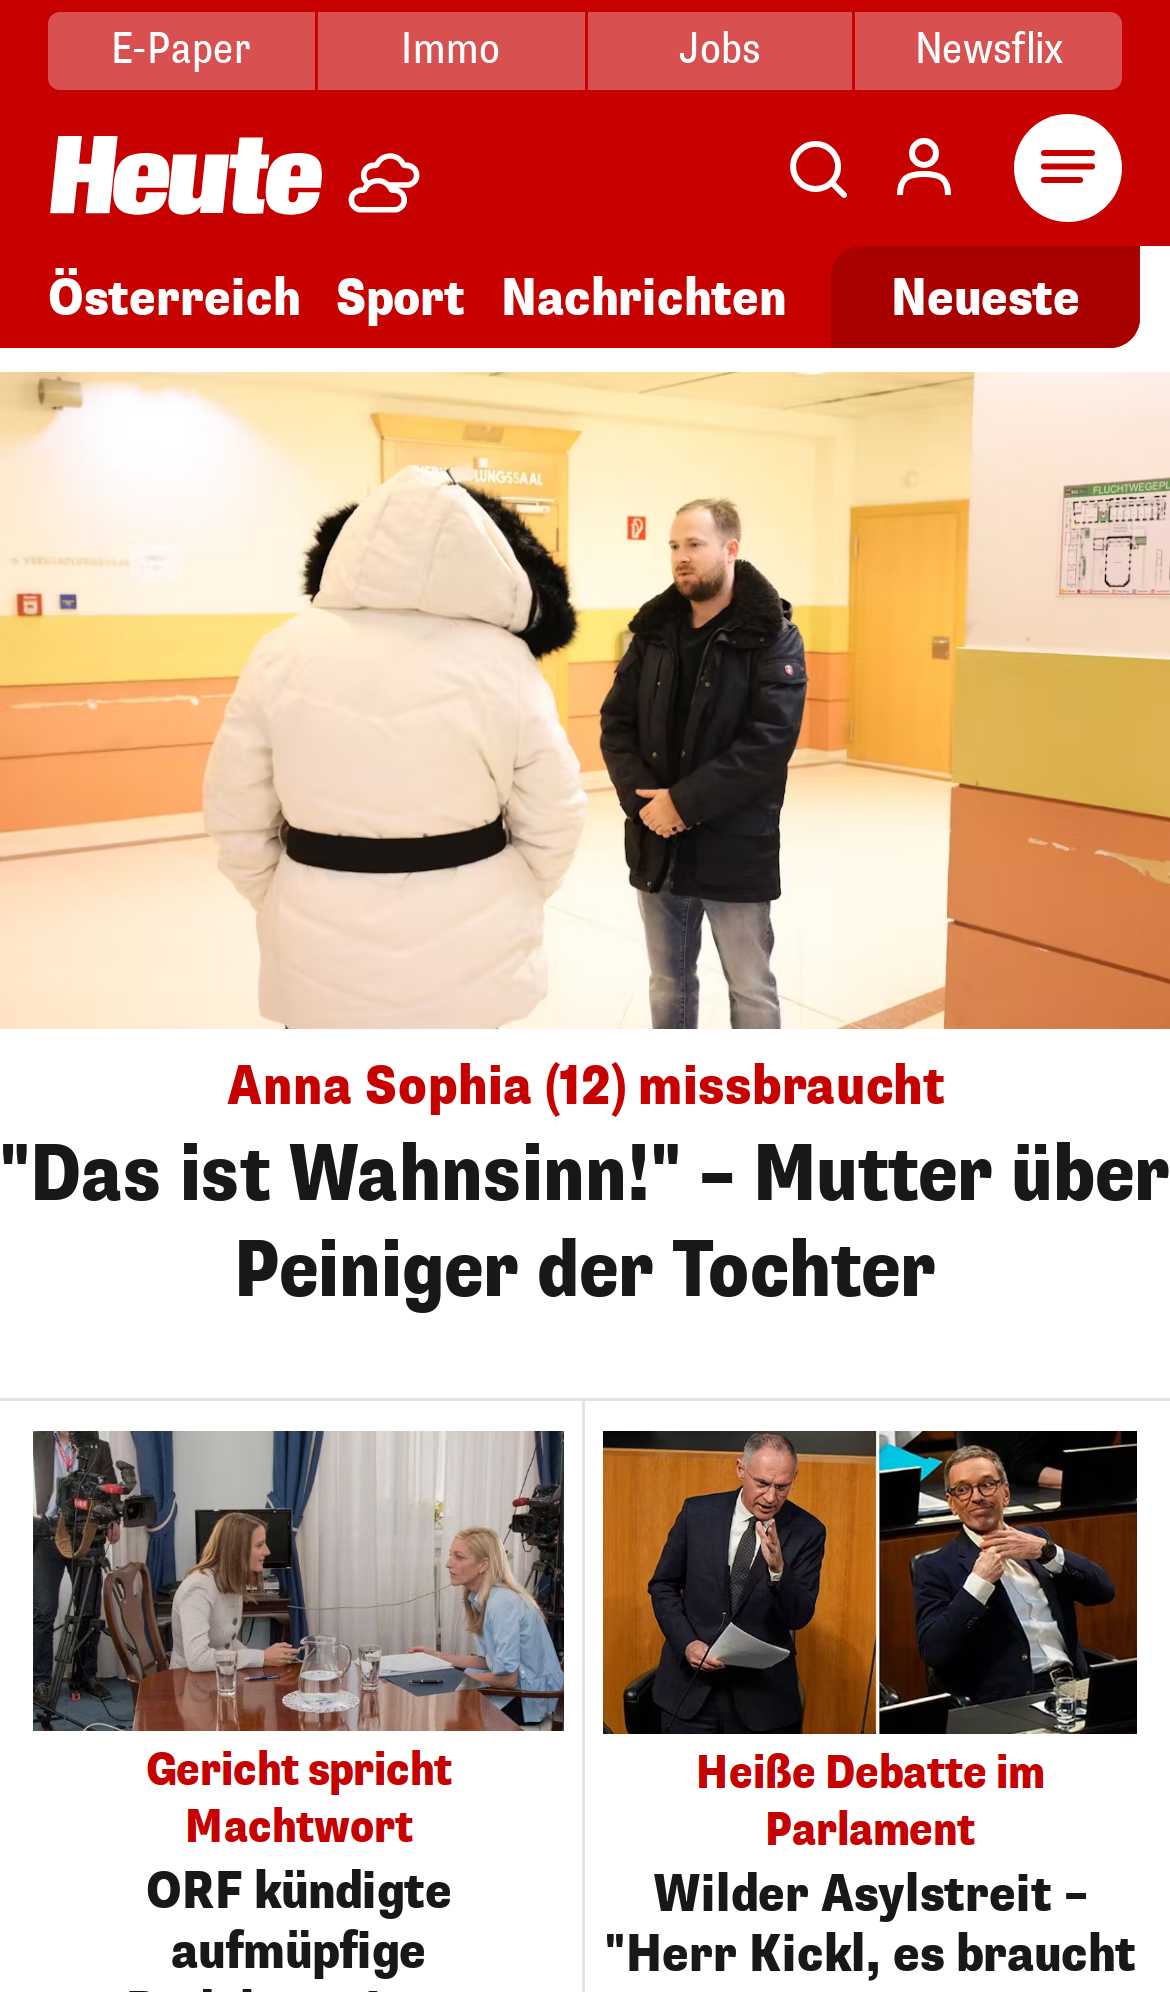 E-Paper
Immo
Jobs
Newsflix
Heute
Österreich
Sport
Nachrichten
Neueste
FLUCHTWEGEPL
Anna Sophia (12) missbraucht
"Das ist Wahnsinn!" – Mutter über
Peiniger der Tochter
Gericht spricht
Machtwort
ORF kündigte
aufmüpfige
Heiße Debatte im
Parlament
Wilder Asylstreit –
"Herr Kickl, es braucht